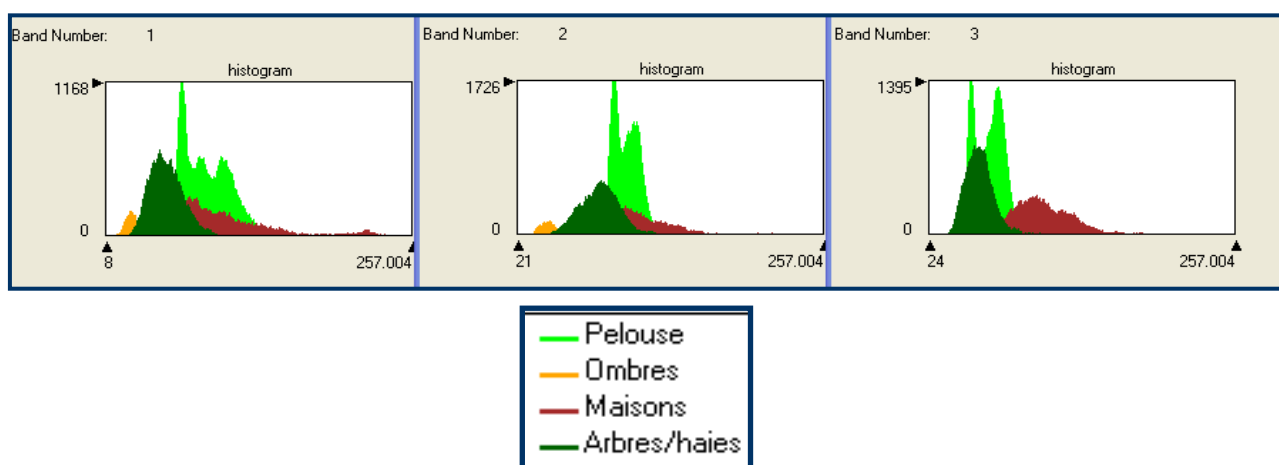 Band Number: 1
histogram
1168
0
8 257.004
Band Number: 2
histogram
1726
0
21 257.004
Band Number: 3
histogram
1395
0
24 257.004
Pelouse
Ombres
Maisons
Arbres/haies